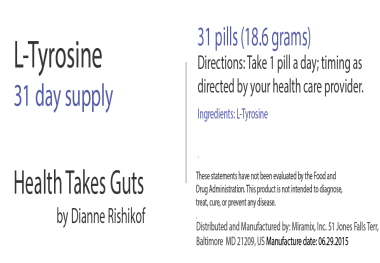 L-Tyrosine
31 day supply
Health Takes Guts
by Dianne Rishikof
31 pills (18.6 grams)
Directions: Take 1 pill a day; timing as
directed by your health care provider.
Ingredients: L-Tyrosine
These statements have not been evaluated by the Food and
Drug Administration. This product is not intended to diagnose,
treat, cure, or prevent any disease.
Distributed and Manufactured by: Miramix, Inc. 51 Jones Falls Terr,
Baltimore MD 21209, US Manufacture date: 06.29.2015